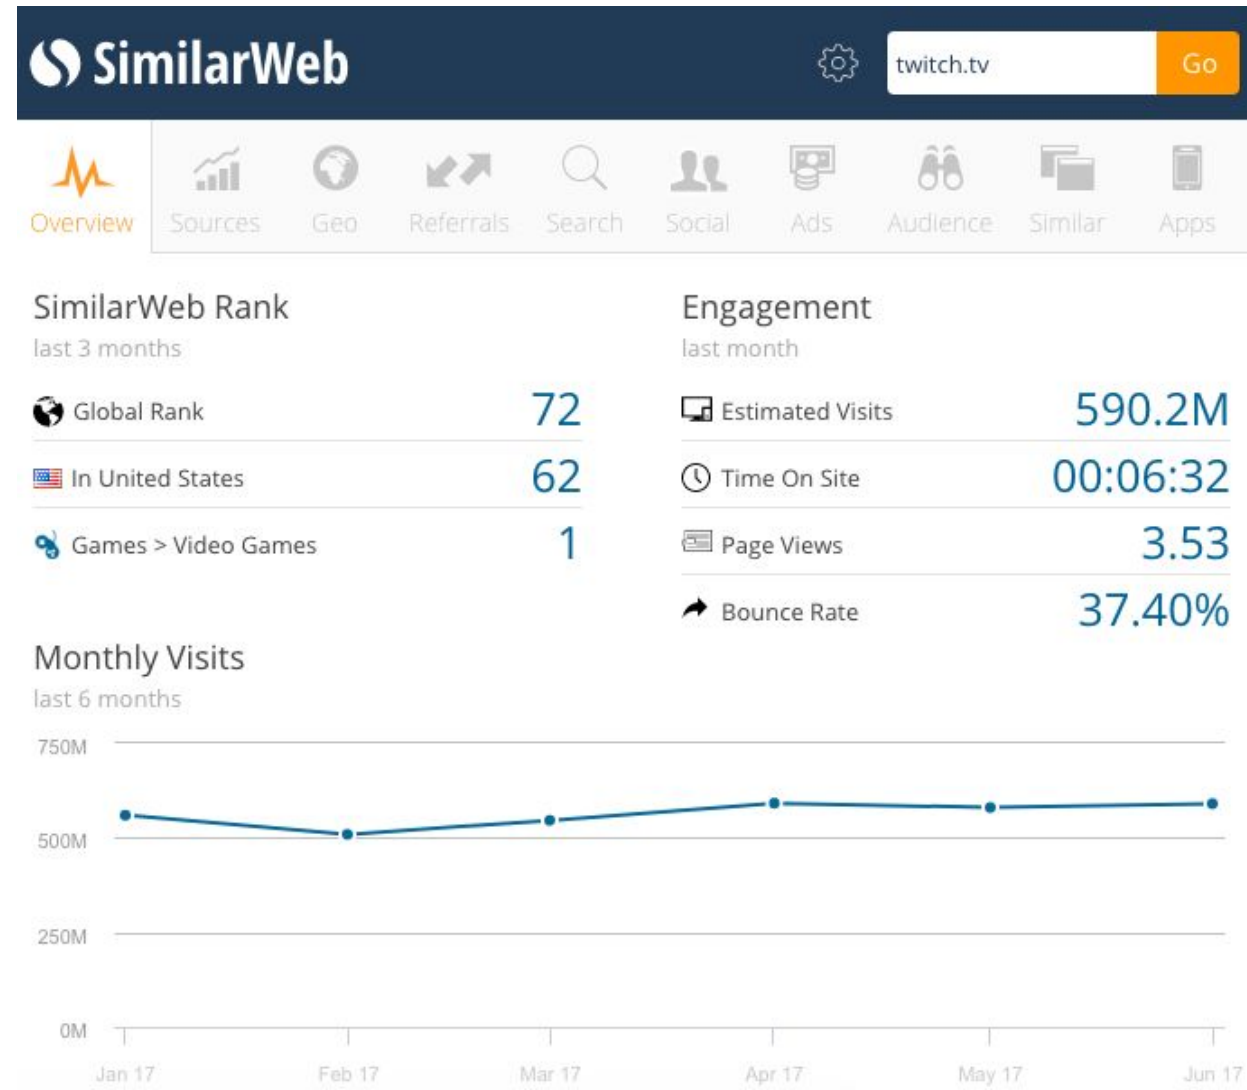 SimilarWeb
twitch.tv
Go
Overview
Sources
Geo
Referrals
Search
Social
Ads
Audience
Similar
Apps
SimilarWeb Rank
last 3 months
Global Rank 72
In United States 62
Games > Video Games 1
Engagement
last month
Estimated Visits 590.2M
Time On Site 00:06:32
Page Views 3.53
Bounce Rate 37.40%
Monthly Visits
last 6 months
750M
500M
250M
0M
Jan 17
Feb 17
Mar 17
Apr 17
May 17
Jun 17